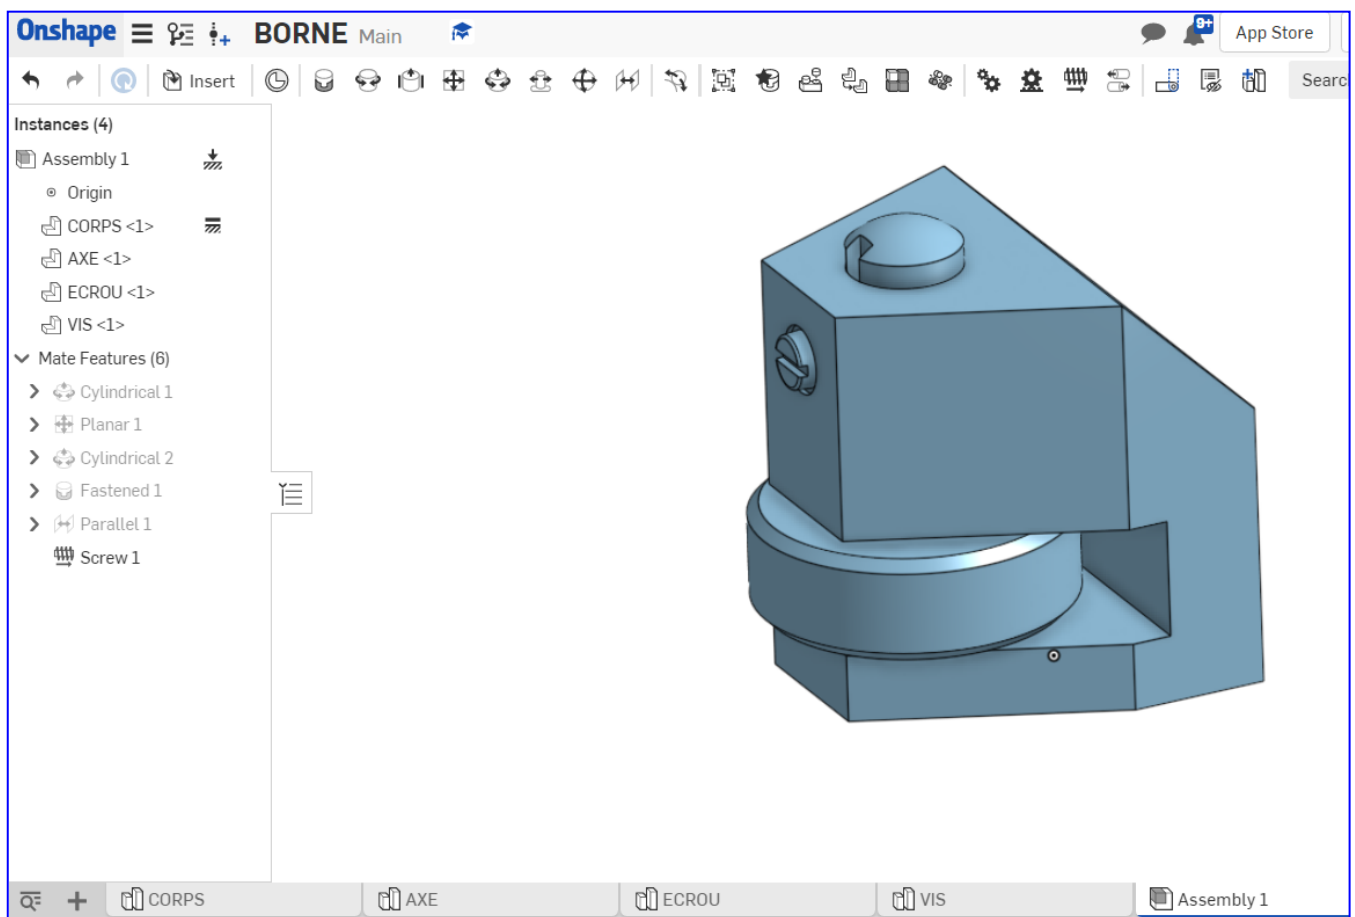 Onshape BORNE Main 9+ App Store
Insert Searc
Instances (4)
Assembly 1
Origin
CORPS <1>
AXE <1>
ECROU <1>
VIS <1>
Mate Features (6)
Cylindrical 1
Planar 1
Cylindrical 2
Fastened 1
Parallel 1
Screw 1
CORPS AXE ECROU VIS Assembly 1